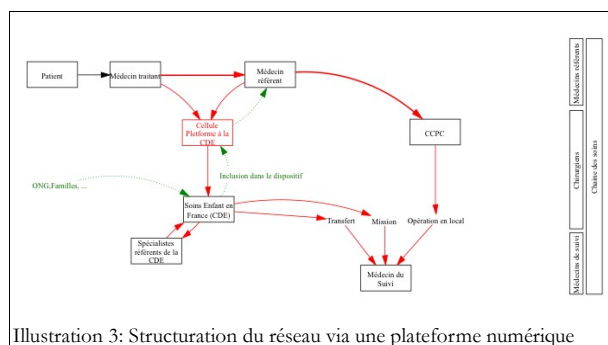 Patient
Médecin traitant
Médecin
référent
Cellule
Pletforme à la
CDE
CCPC
Inclusion dans le dispositif
ONG,Familles, ...
Soins Enfant en
France (CDE)
Transfert
Mission
Opération en local
Spécialistes
référents de la
CDE
Médecin du
Suivi
Médecins référents
Chirurgiens
Médecins de suivi
Chaine des soins
Illustration 3: Structuration du réseau via une plateforme numérique